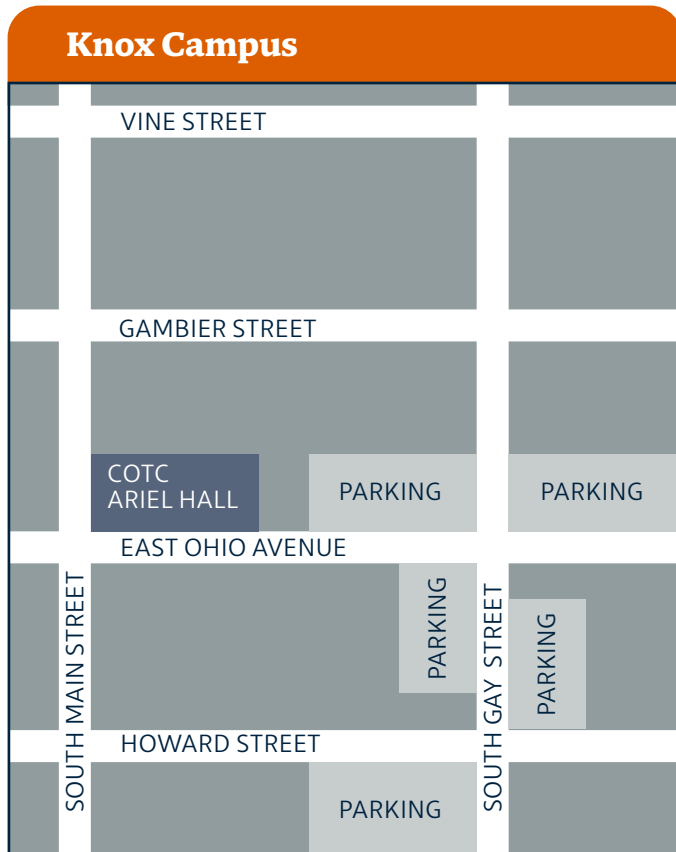 Knox Campus
VINE STREET
GAMBIER STREET
COTC
ARIEL HALL
PARKING
PARKING
EAST OHIO AVENUE
SOUTH MAIN STREET
PARKING
SOUTH GAY STREET
PARKING
HOWARD STREET
PARKING